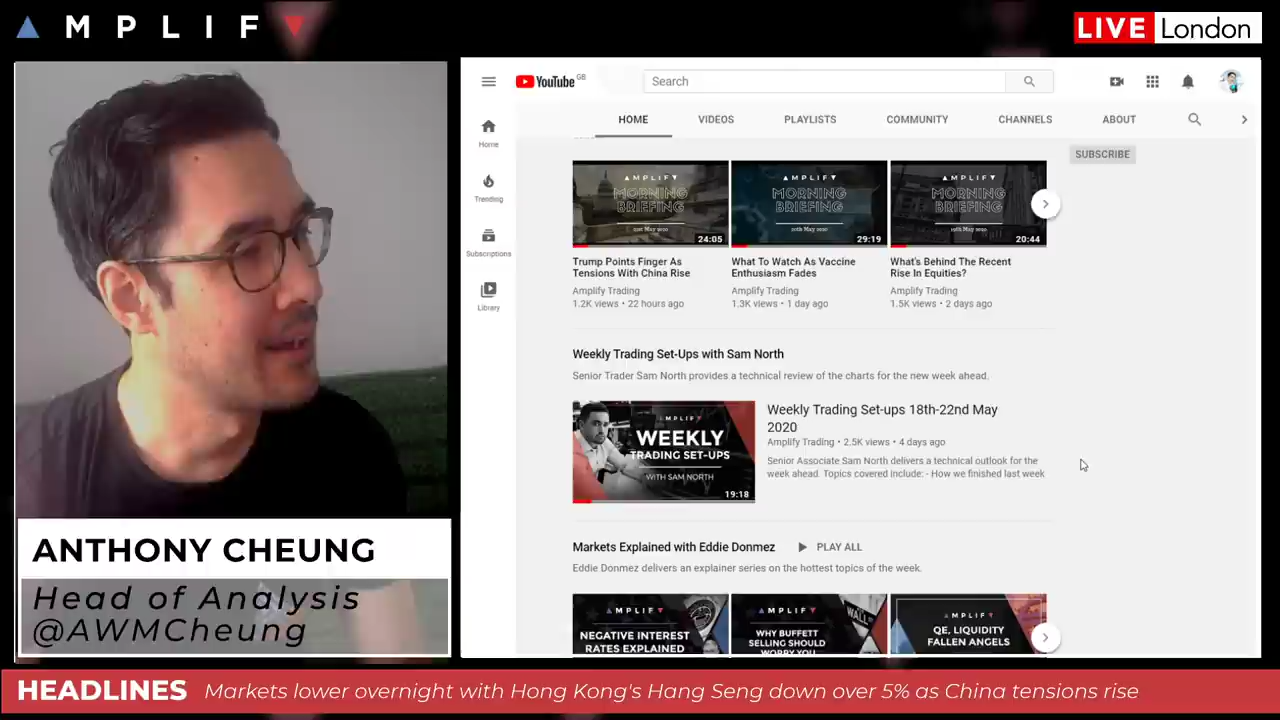 AMPLIFY
LIVE London
YouTube GB
Search
HOME VIDEOS PLAYLISTS COMMUNITY CHANNELS ABOUT
Home
Trending
Subscriptions
Library
SUBSCRIBE
AMPLIFY
MORNING
BRIEFING
21st May 2020
24:05
AMPLIFY
MORNING
BRIEFING
20th May 2020
29:19
AMPLIFY
MORNING
BRIEFING
19th May 2020
20:44
Trump Points Finger As
Tensions With China Rise
Amplify Trading
1.2K views • 22 hours ago
What To Watch As Vaccine
Enthusiasm Fades
Amplify Trading
1.3K views • 1 day ago
What's Behind The Recent
Rise In Equities?
Amplify Trading
1.5K views • 2 days ago
Weekly Trading Set-Ups with Sam North
Senior Trader Sam North provides a technical review of the charts for the new week ahead.
AMPLIFY
WEEKLY
TRADING SET-UPS
WITH SAM NORTH
19:18
Weekly Trading Set-ups 18th-22nd May
2020
Amplify Trading • 2.5K views • 4 days ago
Senior Associate Sam North delivers a technical outlook for the
week ahead. Topics covered include: - How we finished last week
Markets Explained with Eddie Donmez PLAY ALL
Eddie Donmez delivers an explainer series on the hottest topics of the week.
AMPLIFY
NEGATIVE INTEREST
RATES EXPLAINED
AMPLIFY
WALL
WHY BUFFETT
SELLING SHOULD
WORRY YOU
AMPLIFY
QE, LIQUIDITY
FALLEN ANGELS
ANTHONY CHEUNG
Head of Analysis
@AWMCheung
HEADLINES Markets lower overnight with Hong Kong's Hang Seng down over 5% as China tensions rise